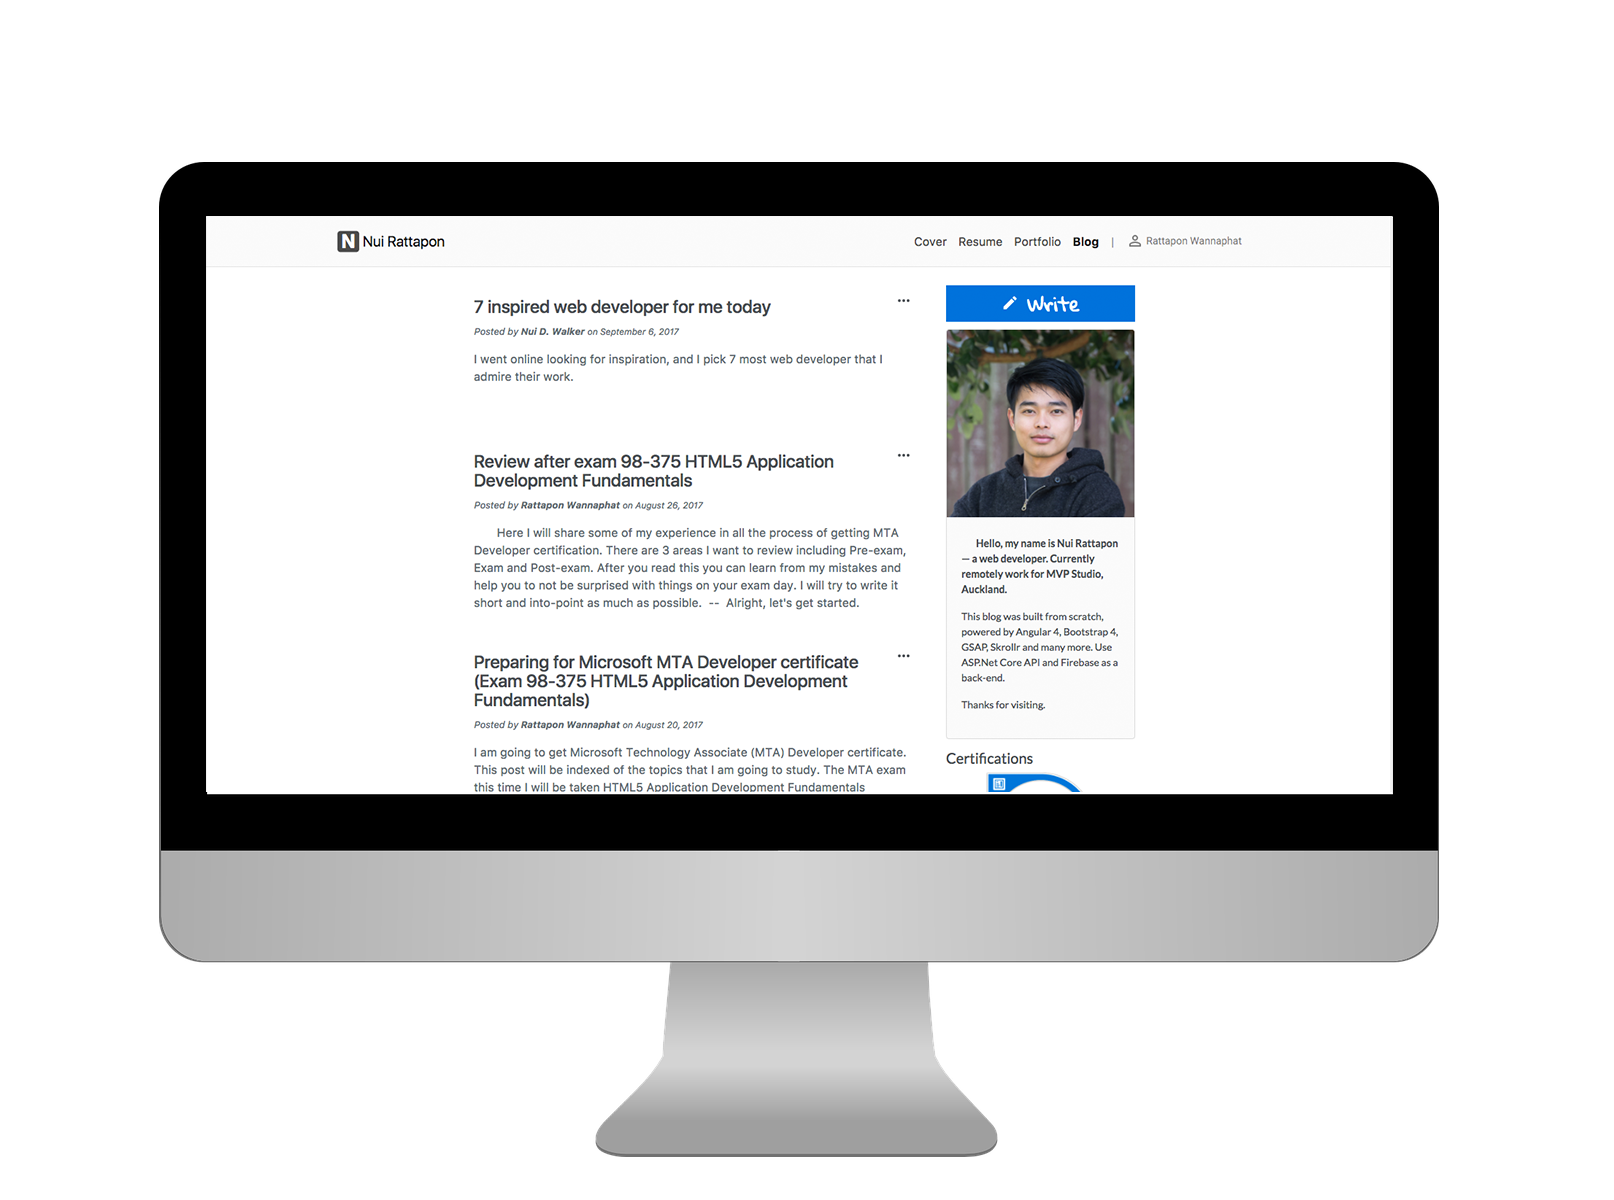 N Nui Rattapon
Cover Resume Portfolio Blog | Rattapon Wannaphat
7 inspired web developer for me today
Posted by Nui D. Walker on September 6, 2017
I went online looking for inspiration, and I pick 7 most web developer that I
admire their work.
Review after exam 98-375 HTML5 Application
Development Fundamentals
Posted by Rattapon Wannaphat on August 26, 2017
Here I will share some of my experience in all the process of getting MTA
Developer certification. There are 3 areas I want to review including Pre-exam,
Exam and Post-exam. After you read this you can learn from my mistakes and
help you to not be surprised with things on your exam day. I will try to write it
short and into-point as much as possible.  --  Alright, let's get started.
Preparing for Microsoft MTA Developer certificate
(Exam 98-375 HTML5 Application Development
Fundamentals)
Posted by Rattapon Wannaphat on August 20, 2017
I am going to get Microsoft Technology Associate (MTA) Developer certificate.
This post will be indexed of the topics that I am going to study. The MTA exam
this time I will be taken HTML5 Application Development Fundamentals
Write
Hello, my name is Nui Rattapon
— a web developer. Currently
remotely work for MVP Studio,
Auckland.
This blog was built from scratch,
powered by Angular 4, Bootstrap 4,
GSAP, Skrollr and many more. Use
ASP.Net Core API and Firebase as a
back-end.
Thanks for visiting.
Certifications